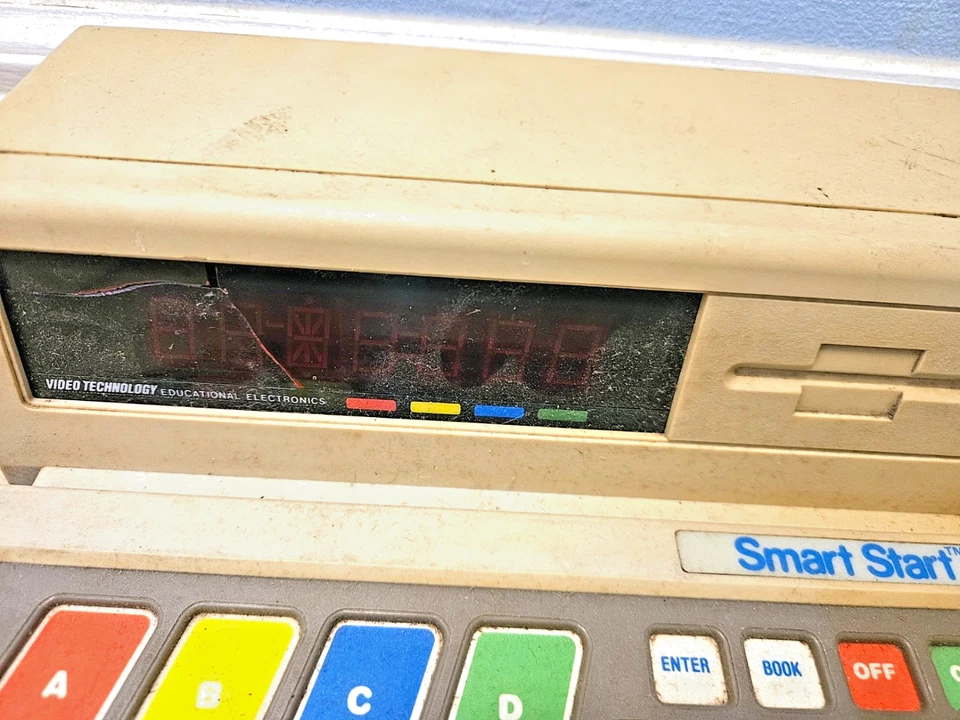 VIDEO TECHNOLOGY EDUCATIONAL ELECTRONICS
Smart Start™
A B C D ENTER BOOK OFF